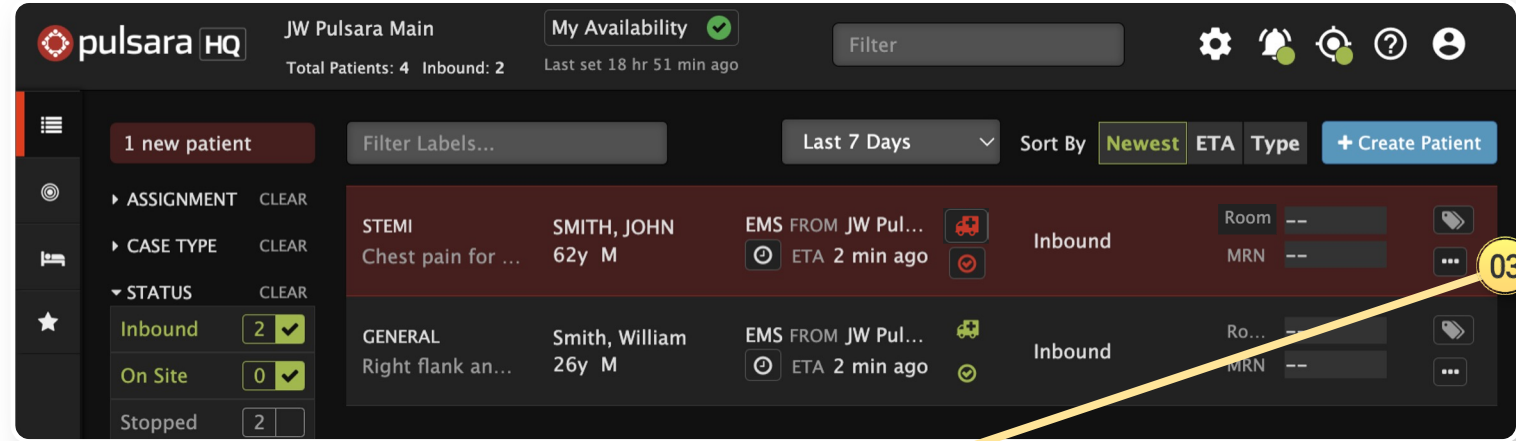 pulsara HQ
JW Pulsara Main
Total Patients: 4 Inbound: 2
My Availability
Last set 18 hr 51 min ago
Filter
1 new patient
Filter Labels...
Last 7 Days
Sort By Newest ETA Type
+ Create Patient
ASSIGNMENT CLEAR
CASE TYPE CLEAR
STATUS CLEAR
Inbound 2
On Site 0
Stopped 2
STEMI
Chest pain for ...
SMITH, JOHN
62y M
EMS FROM JW Pul...
ETA 2 min ago
Inbound
Room --
MRN --
03
GENERAL
Right flank an...
Smith, William
26y M
EMS FROM JW Pul...
ETA 2 min ago
Inbound
Ro... --
MRN --